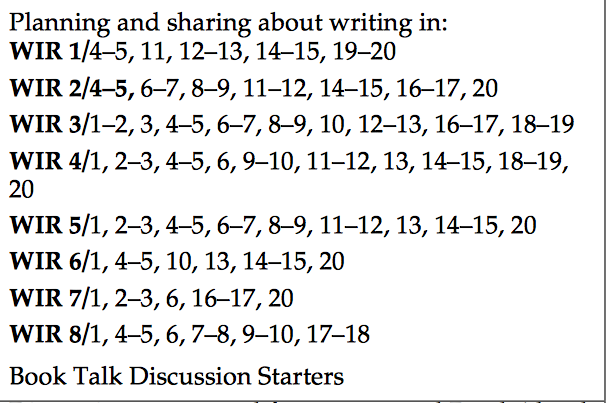 Planning and sharing about writing in:
WIR 1/4–5, 11, 12–13, 14–15, 19–20
WIR 2/4–5, 6–7, 8–9, 11–12, 14–15, 16–17, 20
WIR 3/1–2, 3, 4–5, 6–7, 8–9, 10, 12–13, 16–17, 18–19
WIR 4/1, 2–3, 4–5, 6, 9–10, 11–12, 13, 14–15, 18–19,
20
WIR 5/1, 2–3, 4–5, 6–7, 8–9, 11–12, 13, 14–15, 20
WIR 6/1, 4–5, 10, 13, 14–15, 20
WIR 7/1, 2–3, 6, 16–17, 20
WIR 8/1, 4–5, 6, 7–8, 9–10, 17–18
Book Talk Discussion Starters